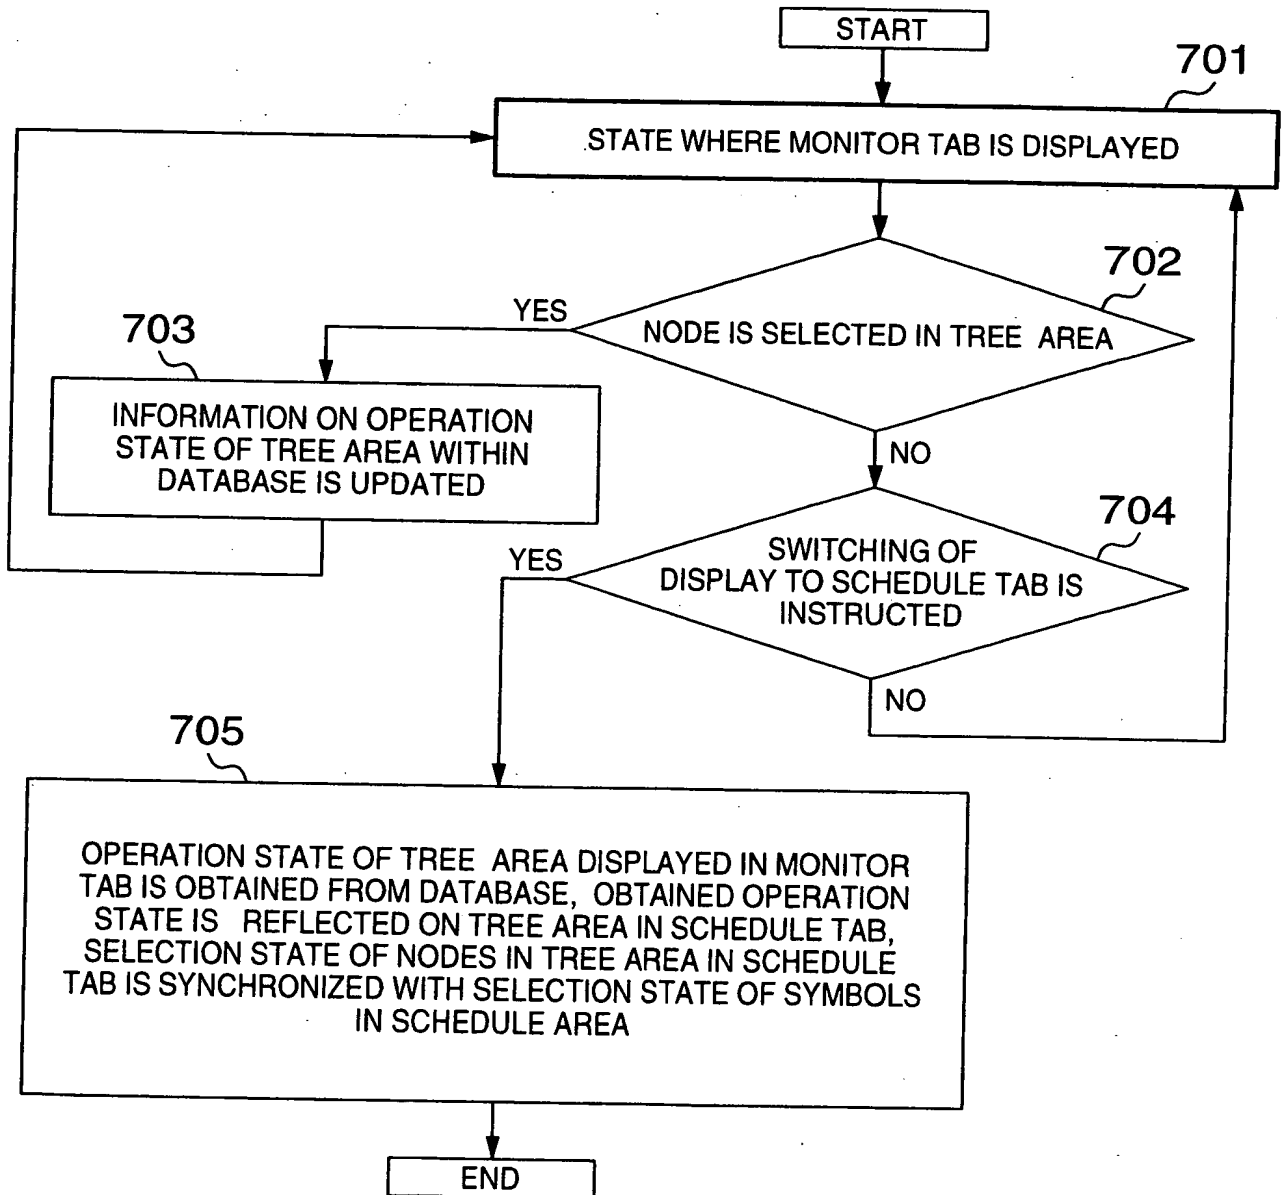 START
701
STATE WHERE MONITOR TAB IS DISPLAYED
702
YES
NODE IS SELECTED IN TREE AREA
703
INFORMATION ON OPERATION
STATE OF TREE AREA WITHIN
DATABASE IS UPDATED
NO
704
YES
SWITCHING OF
DISPLAY TO SCHEDULE TAB IS
INSTRUCTED
NO
705
OPERATION STATE OF TREE AREA DISPLAYED IN MONITOR
TAB IS OBTAINED FROM DATABASE, OBTAINED OPERATION
STATE IS REFLECTED ON TREE AREA IN SCHEDULE TAB,
SELECTION STATE OF NODES IN TREE AREA IN SCHEDULE
TAB IS SYNCHRONIZED WITH SELECTION STATE OF SYMBOLS
IN SCHEDULE AREA
END